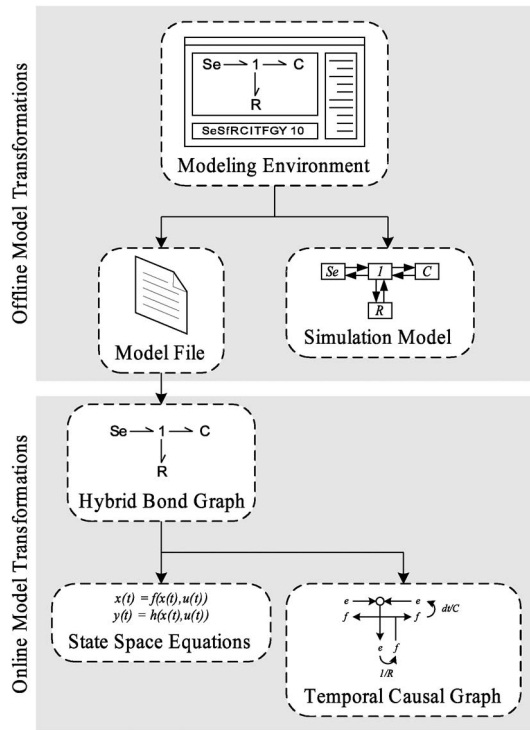 Offline Model Transformations
Se 1 C
R
SeSfRCITFGY 10
Modeling Environment
Model File
Se 1 C
R
Simulation Model
Online Model Transformations
Se 1 C
R
Hybrid Bond Graph
x(t) = f(x(t),u(t))
y(t) = h(x(t),u(t))
State Space Equations
e e
f f dt/C
e f
1/R
Temporal Causal Graph